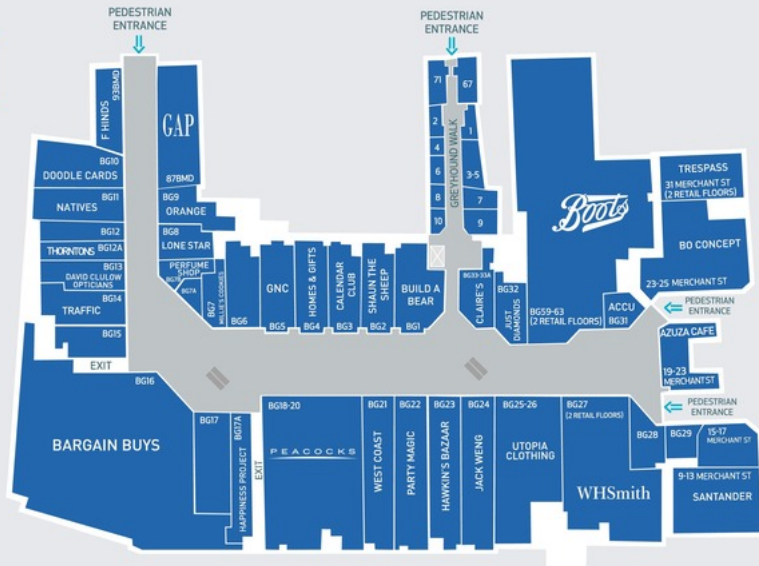 PEDESTRIAN
ENTRANCE
PEDESTRIAN
ENTRANCE
F HINDS
93BMD
GAP
87BMD
BG10
DOODLE CARDS
BG11
NATIVES
BG12
THORNTONS BG12A
BG13
DAVID CLULOW
OPTICIANS
BG14
TRAFFIC
BG15
EXIT
BG9
ORANGE
BG8
LONE STAR
PERFUME
SHOP
BG7A
BG7
MILLIE'S COOKIES
BG6
GNC
BG5
HOMES & GIFTS
BG4
CALENDAR
CLUB
BG3
SHAUN THE
SHEEP
BG2
BUILD A
BEAR
BG1
GREYHOUND WALK
71
67
2
1
4
6
3-5
8
7
10
9
BG33-33A
CLAIRE'S
BG32
JUST
DIAMONDS
Boots
BG59-63
(2 RETAIL FLOORS)
ACCU
BG31
TRESPASS
31 MERCHANT ST
(2 RETAIL FLOORS)
BO CONCEPT
23-25 MERCHANT ST
PEDESTRIAN
ENTRANCE
AZUZA CAFE
19-23
MERCHANT ST
PEDESTRIAN
ENTRANCE
BG16
BARGAIN BUYS
BG17
BG17A
HAPPINESS PROJECT
EXIT
BG18-20
PEACOCKS
BG21
WEST COAST
BG22
PARTY MAGIC
BG23
HAWKIN'S BAZAAR
BG24
JACK WENG
BG25-26
UTOPIA
CLOTHING
BG27
(2 RETAIL FLOORS)
WHSmith
BG28
BG29
15-17
MERCHANT ST
9-13 MERCHANT ST
SANTANDER